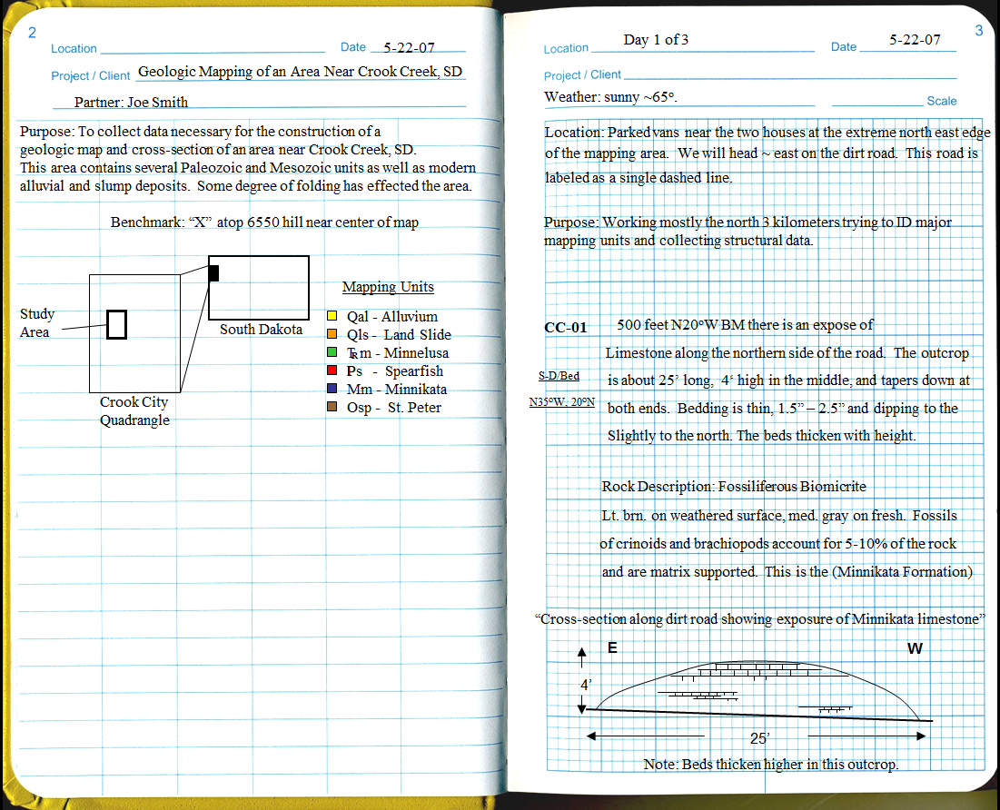 2
Location
Date 5-22-07
Project / Client Geologic Mapping of an Area Near Crook Creek, SD
Partner: Joe Smith
Purpose: To collect data necessary for the construction of a
geologic map and cross-section of an area near Crook Creek, SD.
This area contains several Paleozoic and Mesozoic units as well as modern
alluvial and slump deposits. Some degree of folding has effected the area.
Benchmark: “X” atop 6550 hill near center of map
Study
Area
South Dakota
Crook City
Quadrangle
Mapping Units
Qal - Alluvium
Qls - Land Slide
TRm - Minnelusa
Ps - Spearfish
Mm - Minnikata
Osp - St. Peter
3
Location Day 1 of 3
Date 5-22-07
Project / Client
Weather: sunny ~65°.
Scale
Location: Parked vans near the two houses at the extreme north east edge
of the mapping area. We will head ~ east on the dirt road. This road is
labeled as a single dashed line.
Purpose: Working mostly the north 3 kilometers trying to ID major
mapping units and collecting structural data.
CC-01 500 feet N20°W BM there is an expose of
Limestone along the northern side of the road. The outcrop
S-D/Bed
is about 25’ long, 4‘ high in the middle, and tapers down at
N35°W, 20°N
both ends. Bedding is thin, 1.5” – 2.5” and dipping to the
Slightly to the north. The beds thicken with height.
Rock Description: Fossiliferous Biomicrite
Lt. brn. on weathered surface, med. gray on fresh. Fossils
of crinoids and brachiopods account for 5-10% of the rock
and are matrix supported. This is the (Minnikata Formation)
“Cross-section along dirt road showing exposure of Minnikata limestone”
E
W
4’
25’
Note: Beds thicken higher in this outcrop.